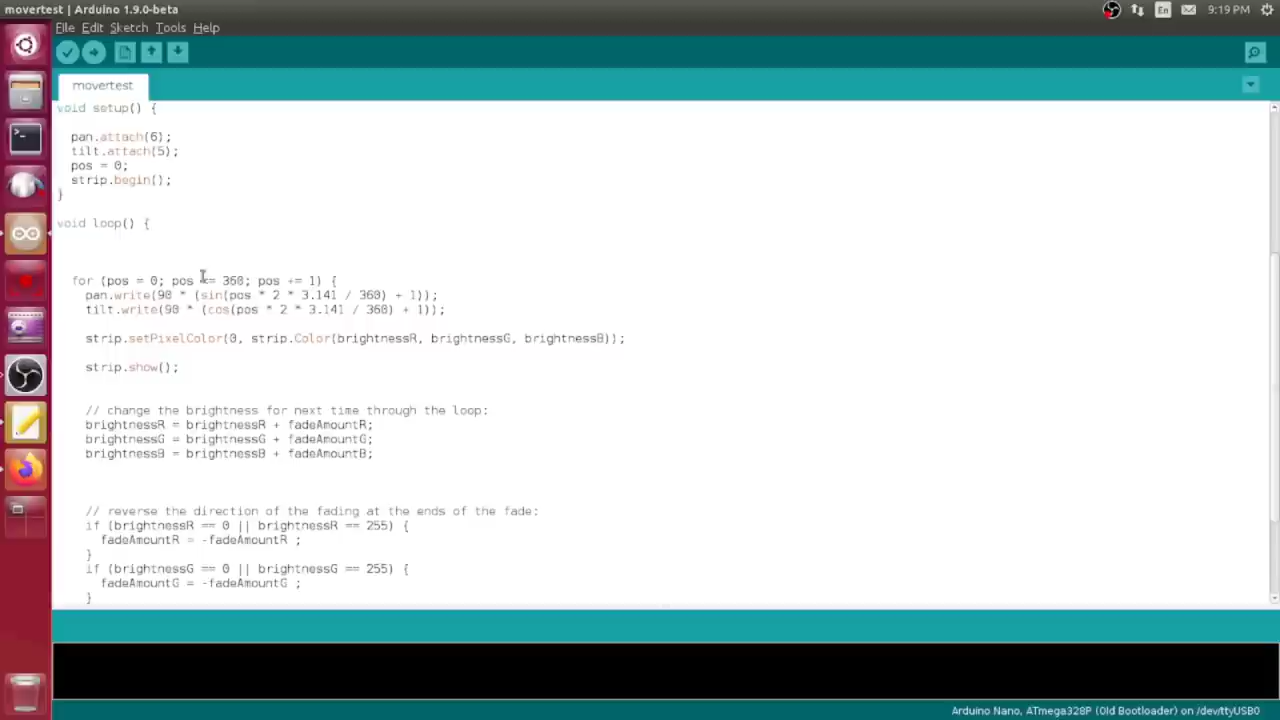 movertest | Arduino 1.9.0-beta
En
9:19 PM
File Edit Sketch Tools Help
movertest
void setup() {
pan.attach(6);
tilt.attach(5);
pos = 0;
strip.begin();
}
void loop() {
for (pos = 0; pos <= 360; pos += 1) {
pan.write(90 * (sin(pos * 2 * 3.141 / 360) + 1));
tilt.write(90 * (cos(pos * 2 * 3.141 / 360) + 1));
strip.setPixelColor(0, strip.Color(brightnessR, brightnessG, brightnessB));
strip.show();
// change the brightness for next time through the loop:
brightnessR = brightnessR + fadeAmountR;
brightnessG = brightnessG + fadeAmountG;
brightnessB = brightnessB + fadeAmountB;
// reverse the direction of the fading at the ends of the fade:
if (brightnessR == 0 || brightnessR == 255) {
fadeAmountR = -fadeAmountR ;
}
if (brightnessG == 0 || brightnessG == 255) {
fadeAmountG = -fadeAmountG ;
}
Arduino Nano, ATmega328P (Old Bootloader) on /dev/ttyUSB0